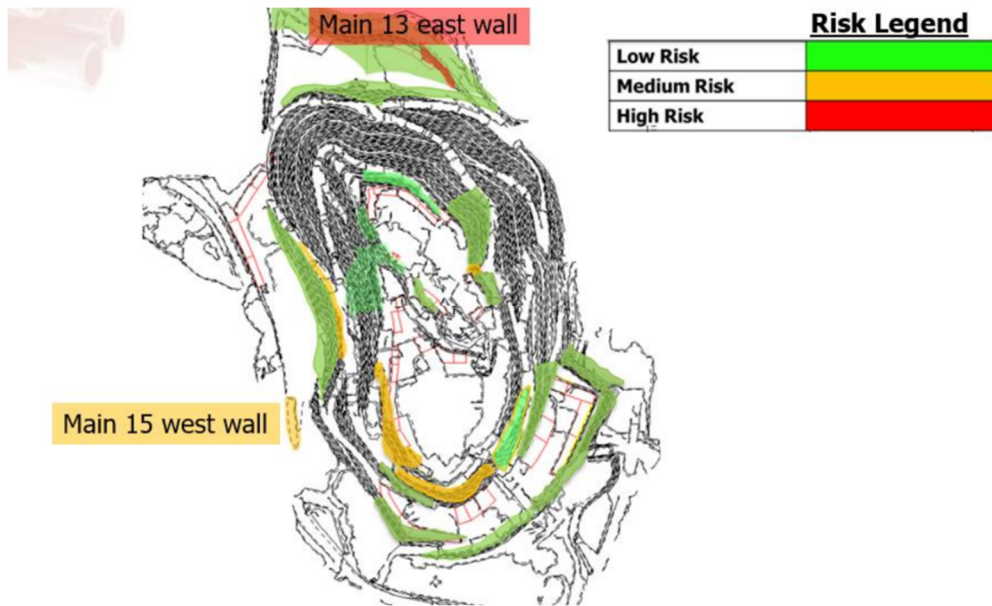 Main 13 east wall
Risk Legend
Low Risk
Medium Risk
High Risk
Main 15 west wall